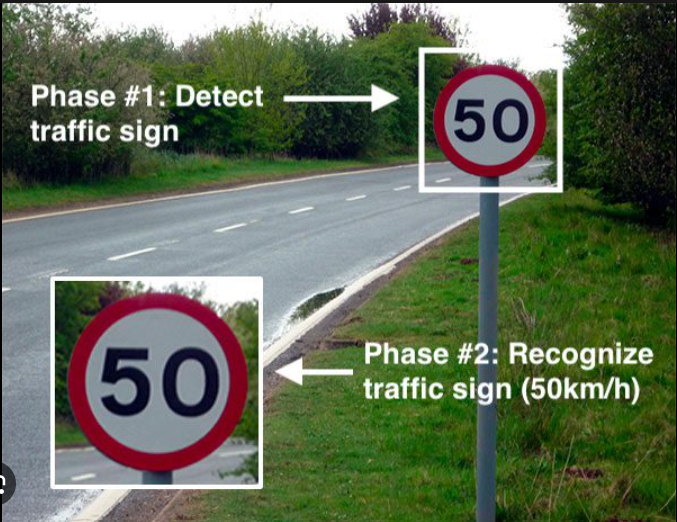 Phase #1: Detect
traffic sign
50
50
Phase #2: Recognize
traffic sign (50km/h)